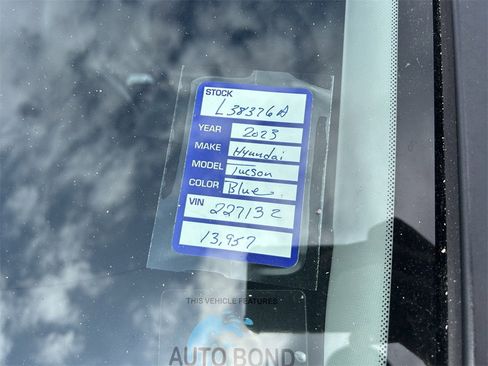 STOCK
L38376A
YEAR 2023
MAKE Hyundai
MODEL Tucson
COLOR Blue
VIN 227132
13,957
THIS VEHICLE FEATURES
AUTO BOND